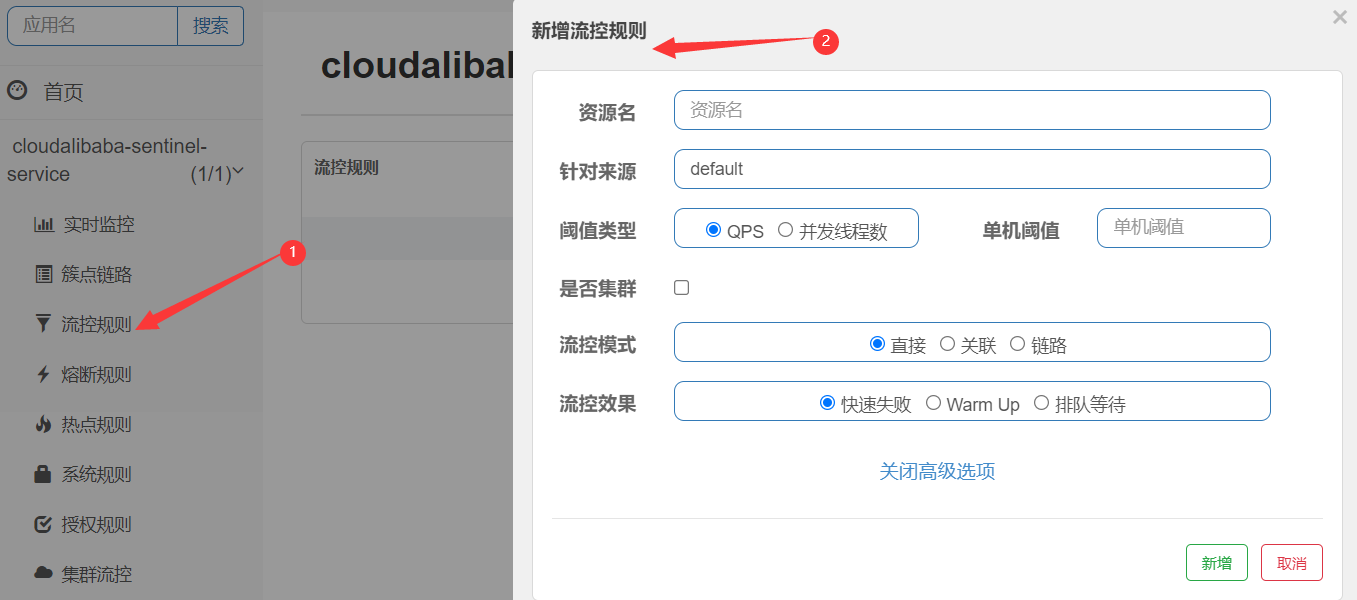 应用名 搜索
首页
cloudalibaba-sentinel-
service (1/1)
实时监控
簇点链路
流控规则
熔断规则
热点规则
系统规则
授权规则
集群流控
1
cloudalibab
流控规则
新增流控规则
2
×
资源名 资源名
针对来源 default
阈值类型 QPS 并发线程数 单机阈值 单机阈值
是否集群
流控模式 直接 关联 链路
流控效果 快速失败 Warm Up 排队等待
关闭高级选项
新增 取消